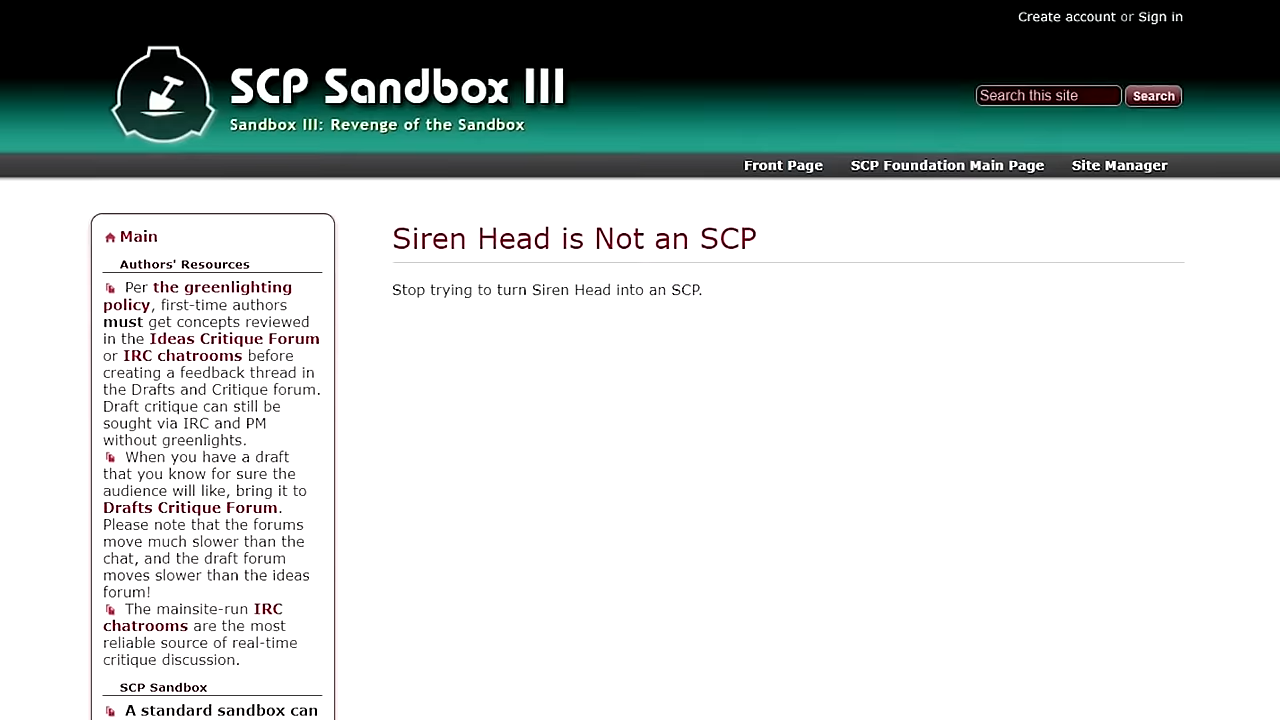 Create account or Sign in
SCP Sandbox III
Sandbox III: Revenge of the Sandbox
Search this site Search
Front Page SCP Foundation Main Page Site Manager
Main
Authors' Resources
Per the greenlighting
policy, first-time authors
must get concepts reviewed
in the Ideas Critique Forum
or IRC chatrooms before
creating a feedback thread in
the Drafts and Critique forum.
Draft critique can still be
sought via IRC and PM
without greenlights.
When you have a draft
that you know for sure the
audience will like, bring it to
Drafts Critique Forum.
Please note that the forums
move much slower than the
chat, and the draft forum
moves slower than the ideas
forum!
The mainsite-run IRC
chatrooms are the most
reliable source of real-time
critique discussion.
SCP Sandbox
A standard sandbox can
Siren Head is Not an SCP
Stop trying to turn Siren Head into an SCP.